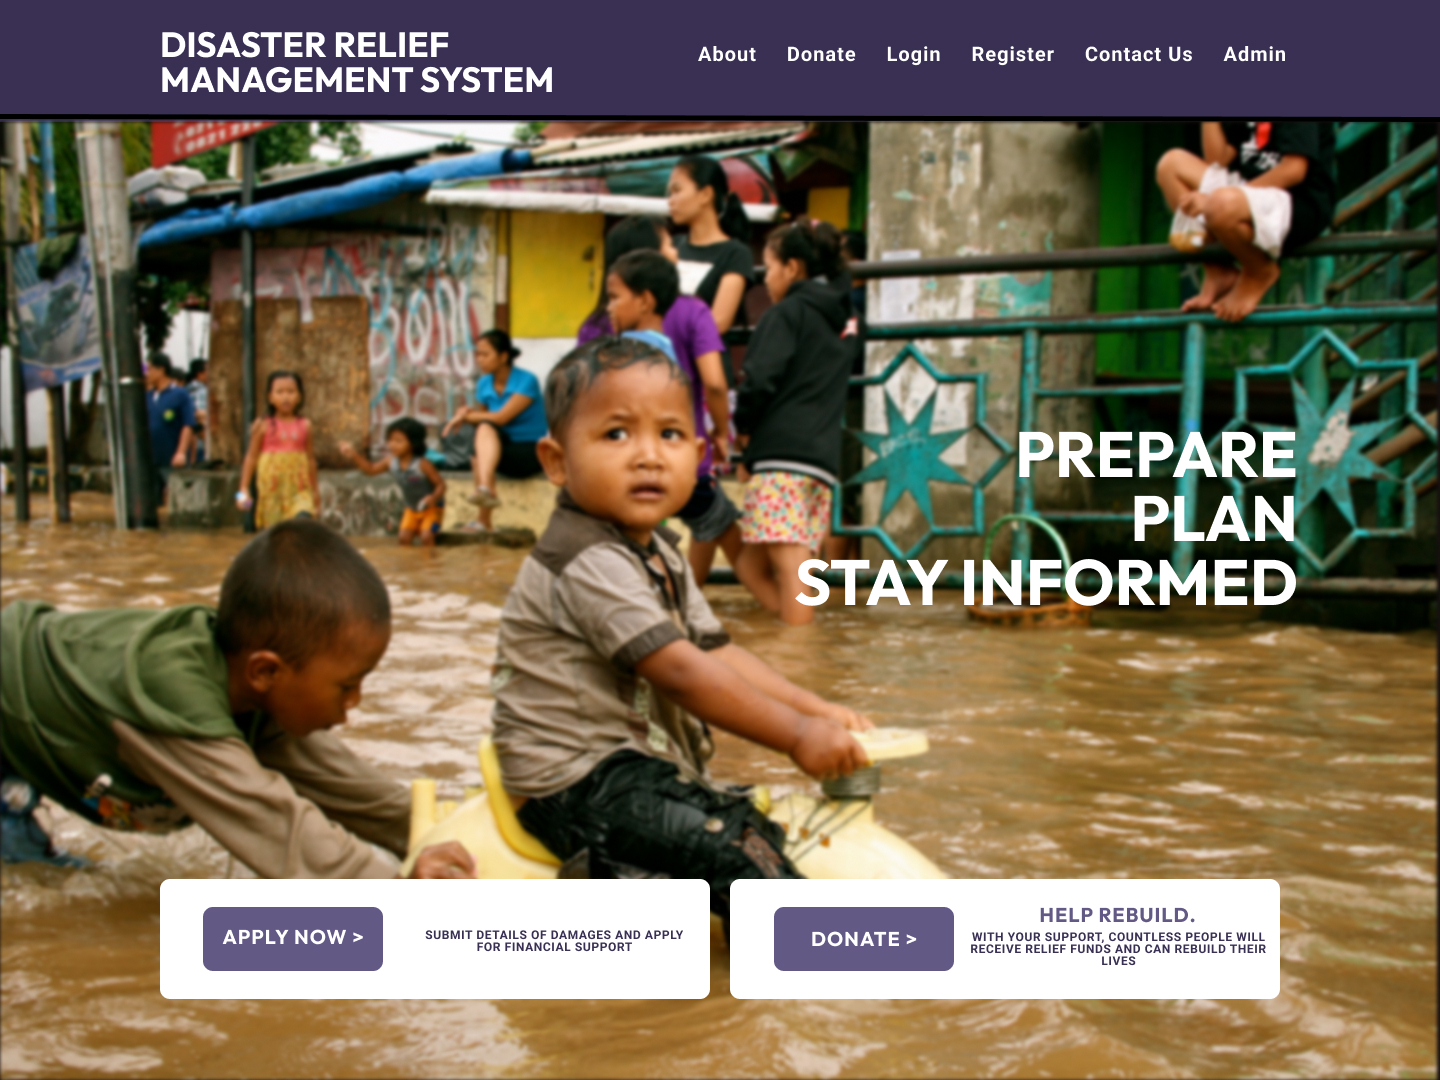 DISASTER RELIEF
MANAGEMENT SYSTEM
About Donate Login Register Contact Us Admin
PREPARE
PLAN
STAY INFORMED
APPLY NOW >
SUBMIT DETAILS OF DAMAGES AND APPLY
FOR FINANCIAL SUPPORT
DONATE >
HELP REBUILD.
WITH YOUR SUPPORT, COUNTLESS PEOPLE WILL
RECEIVE RELIEF FUNDS AND CAN REBUILD THEIR
LIVES